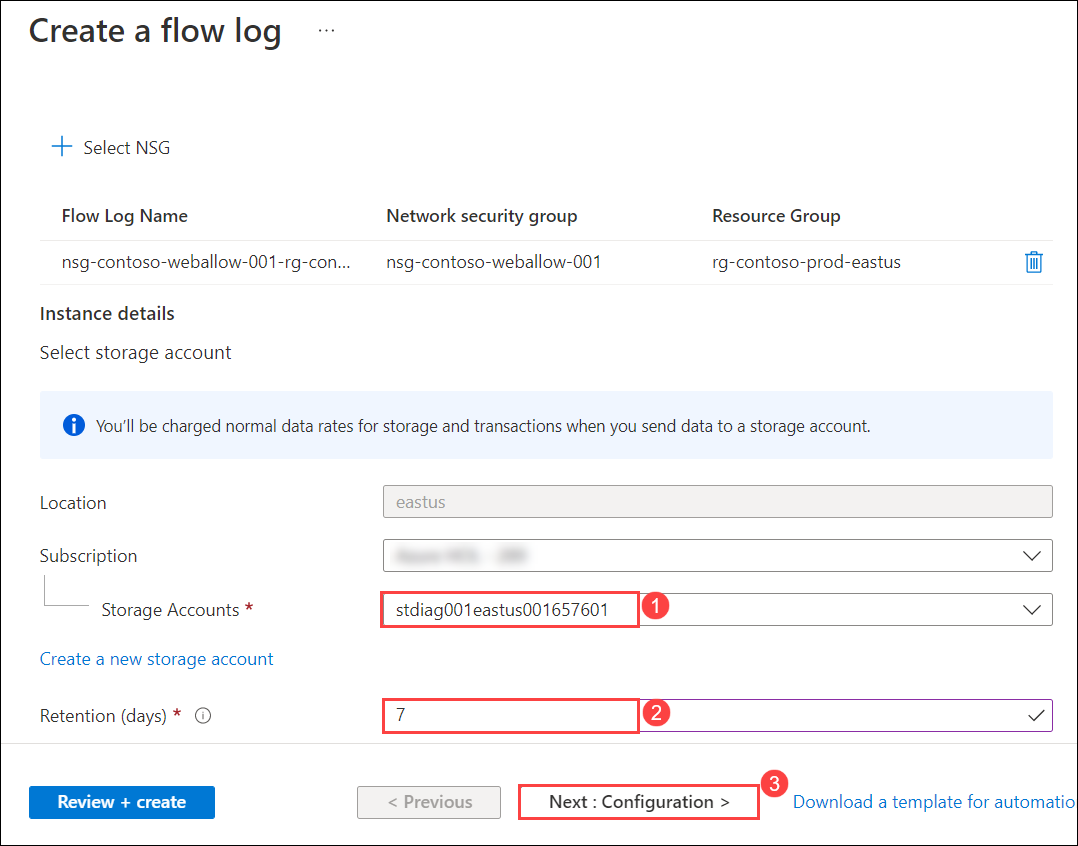 Create a flow log ...
+ Select NSG
Flow Log Name Network security group Resource Group
nsg-contoso-weballow-001-rg-con... nsg-contoso-weballow-001 rg-contoso-prod-eastus
Instance details
Select storage account
You'll be charged normal data rates for storage and transactions when you send data to a storage account.
Location eastus
Subscription
Storage Accounts * stdiag001eastus001657601 1
Create a new storage account
Retention (days) * 7 2
Review + create < Previous Next : Configuration > 3 Download a template for automatio